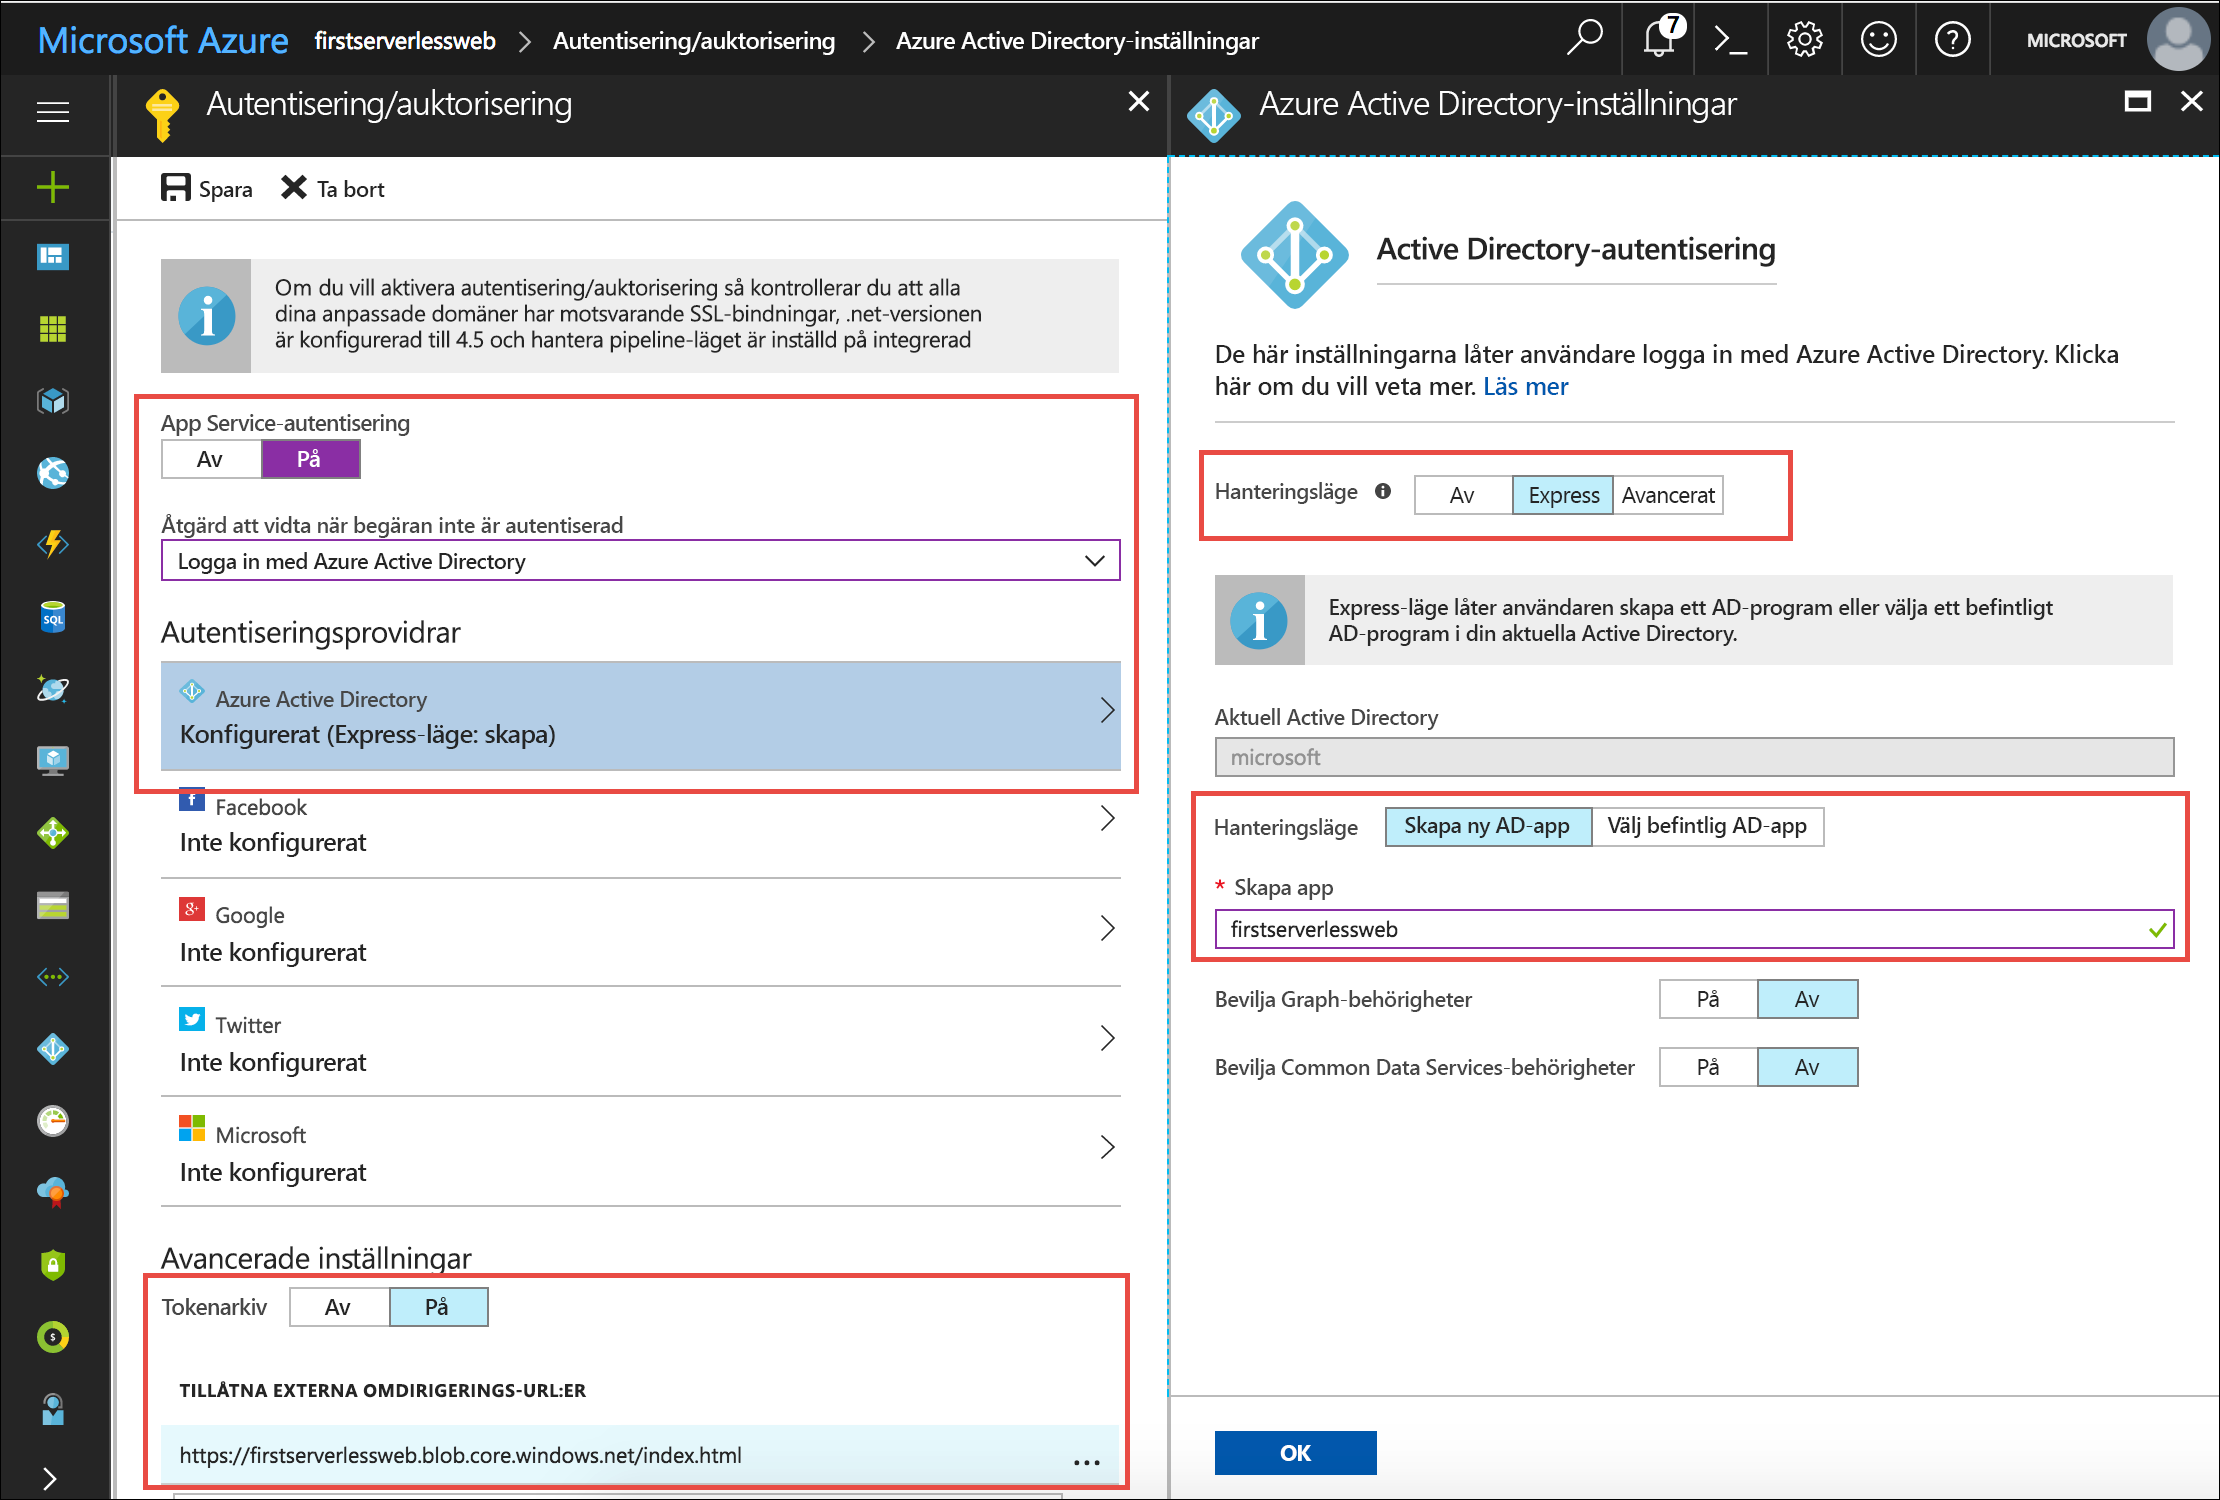 Microsoft Azure firstserverlessweb > Autentisering/auktorisering > Azure Active Directory-inställningar
7
MICROSOFT
Autentisering/auktorisering
Spara Ta bort
Om du vill aktivera autentisering/auktorisering så kontrollerar du att alla
dina anpassade domäner har motsvarande SSL-bindningar, .net-versionen
är konfigurerad till 4.5 och hantera pipeline-läget är inställd på integrerad
App Service-autentisering
Av På
Åtgärd att vidta när begäran inte är autentiserad
Logga in med Azure Active Directory
Autentiseringsprovidrar
Azure Active Directory
Konfigurerat (Express-läge: skapa)
Facebook
Inte konfigurerat
Google
Inte konfigurerat
Twitter
Inte konfigurerat
Microsoft
Inte konfigurerat
Avancerade inställningar
Tokenarkiv Av På
TILLÅTNA EXTERNA OMDIRIGERINGS-URL:ER
https://firstserverlessweb.blob.core.windows.net/index.html ...
SQL
Azure Active Directory-inställningar
Active Directory-autentisering
De här inställningarna låter användare logga in med Azure Active Directory. Klicka
här om du vill veta mer. Läs mer
Hanteringsläge Av Express Avancerat
Express-läge låter användaren skapa ett AD-program eller välja ett befintligt
AD-program i din aktuella Active Directory.
Aktuell Active Directory
microsoft
Hanteringsläge Skapa ny AD-app Välj befintlig AD-app
* Skapa app
firstserverlessweb
Bevilja Graph-behörigheter På Av
Bevilja Common Data Services-behörigheter På Av
OK